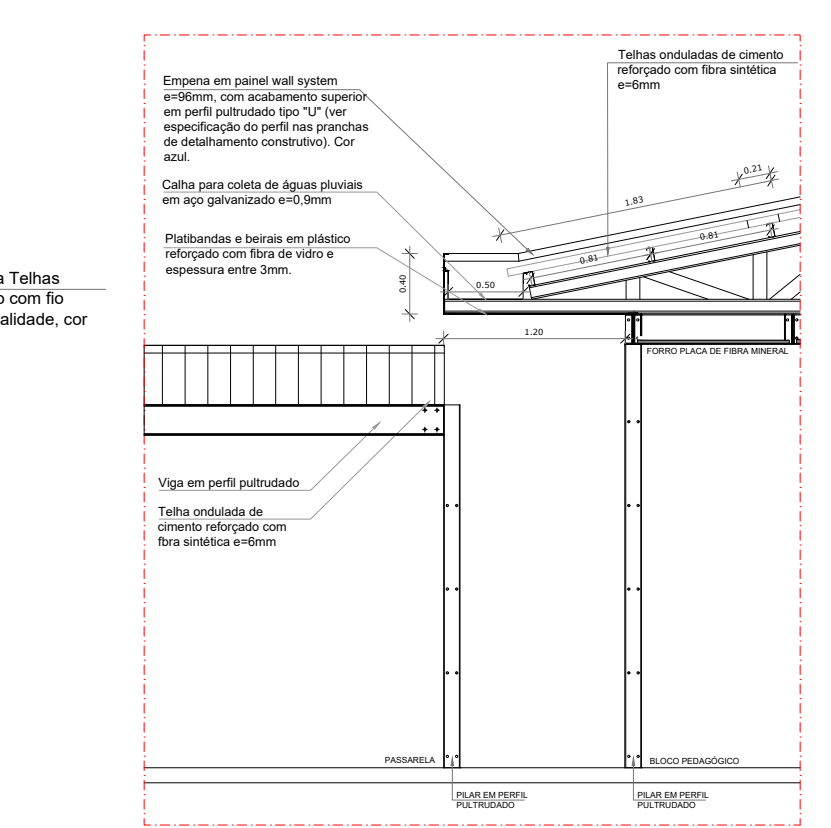 Telhas onduladas de cimento
reforçado com fibra sintética
e=6mm
Empena em painel wall system
e=96mm, com acabamento superior
em perfil pultrudado tipo "U" (ver
especificação do perfil nas pranchas
de detalhamento construtivo). Cor
azul.
Calha para coleta de águas pluviais
em aço galvanizado e=0,9mm
Platibandas e beirais em plástico
reforçado com fibra de vidro e
espessura entre 3mm.
0.21
1.83
0.81
0.81
0.40
0.50
1.20
a Telhas
o com fio
alidade, cor
FORRO PLACA DE FIBRA MINERAL
Viga em perfil pultrudado
Telha ondulada de
cimento reforçado com
fbra sintética e=6mm
PASSARELA
BLOCO PEDAGÓGICO
PILAR EM PERFIL
PULTRUDADO
PILAR EM PERFIL
PULTRUDADO